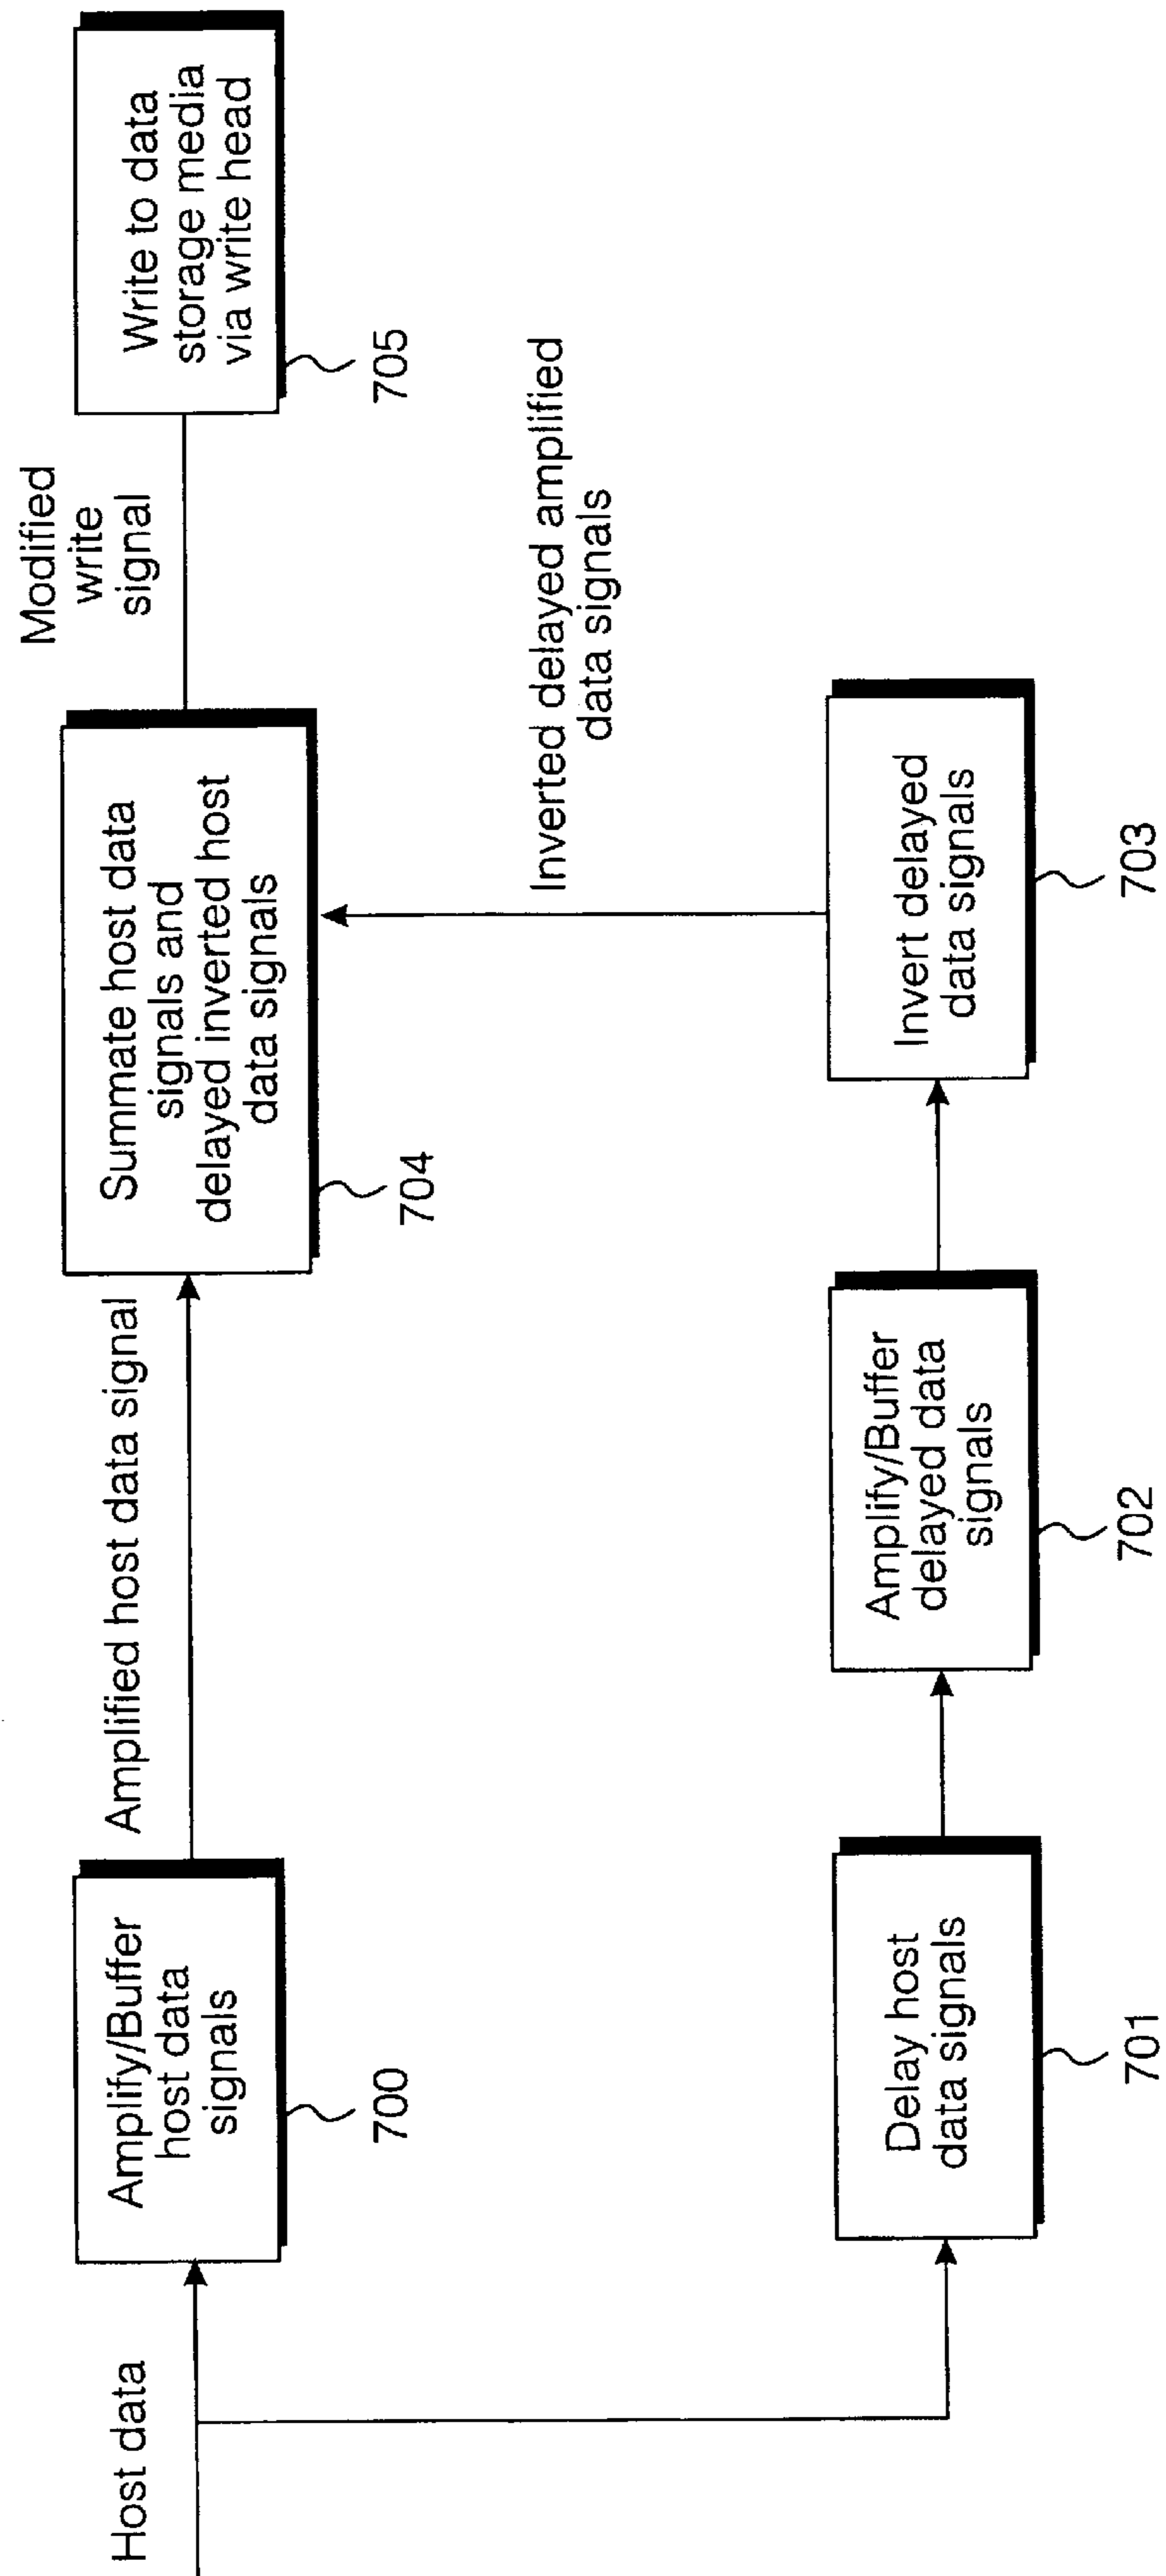 Host data
Amplify/Buffer
host data
signals
700
Amplified host data signal
Summate host data
signals and
delayed inverted host
data signals
704
Modified
write
signal
Write to data
storage media
via write head
705
Inverted delayed amplified
data signals
Delay host
data signals
701
Amplify/Buffer
delayed data
signals
702
Invert delayed
data signals
703